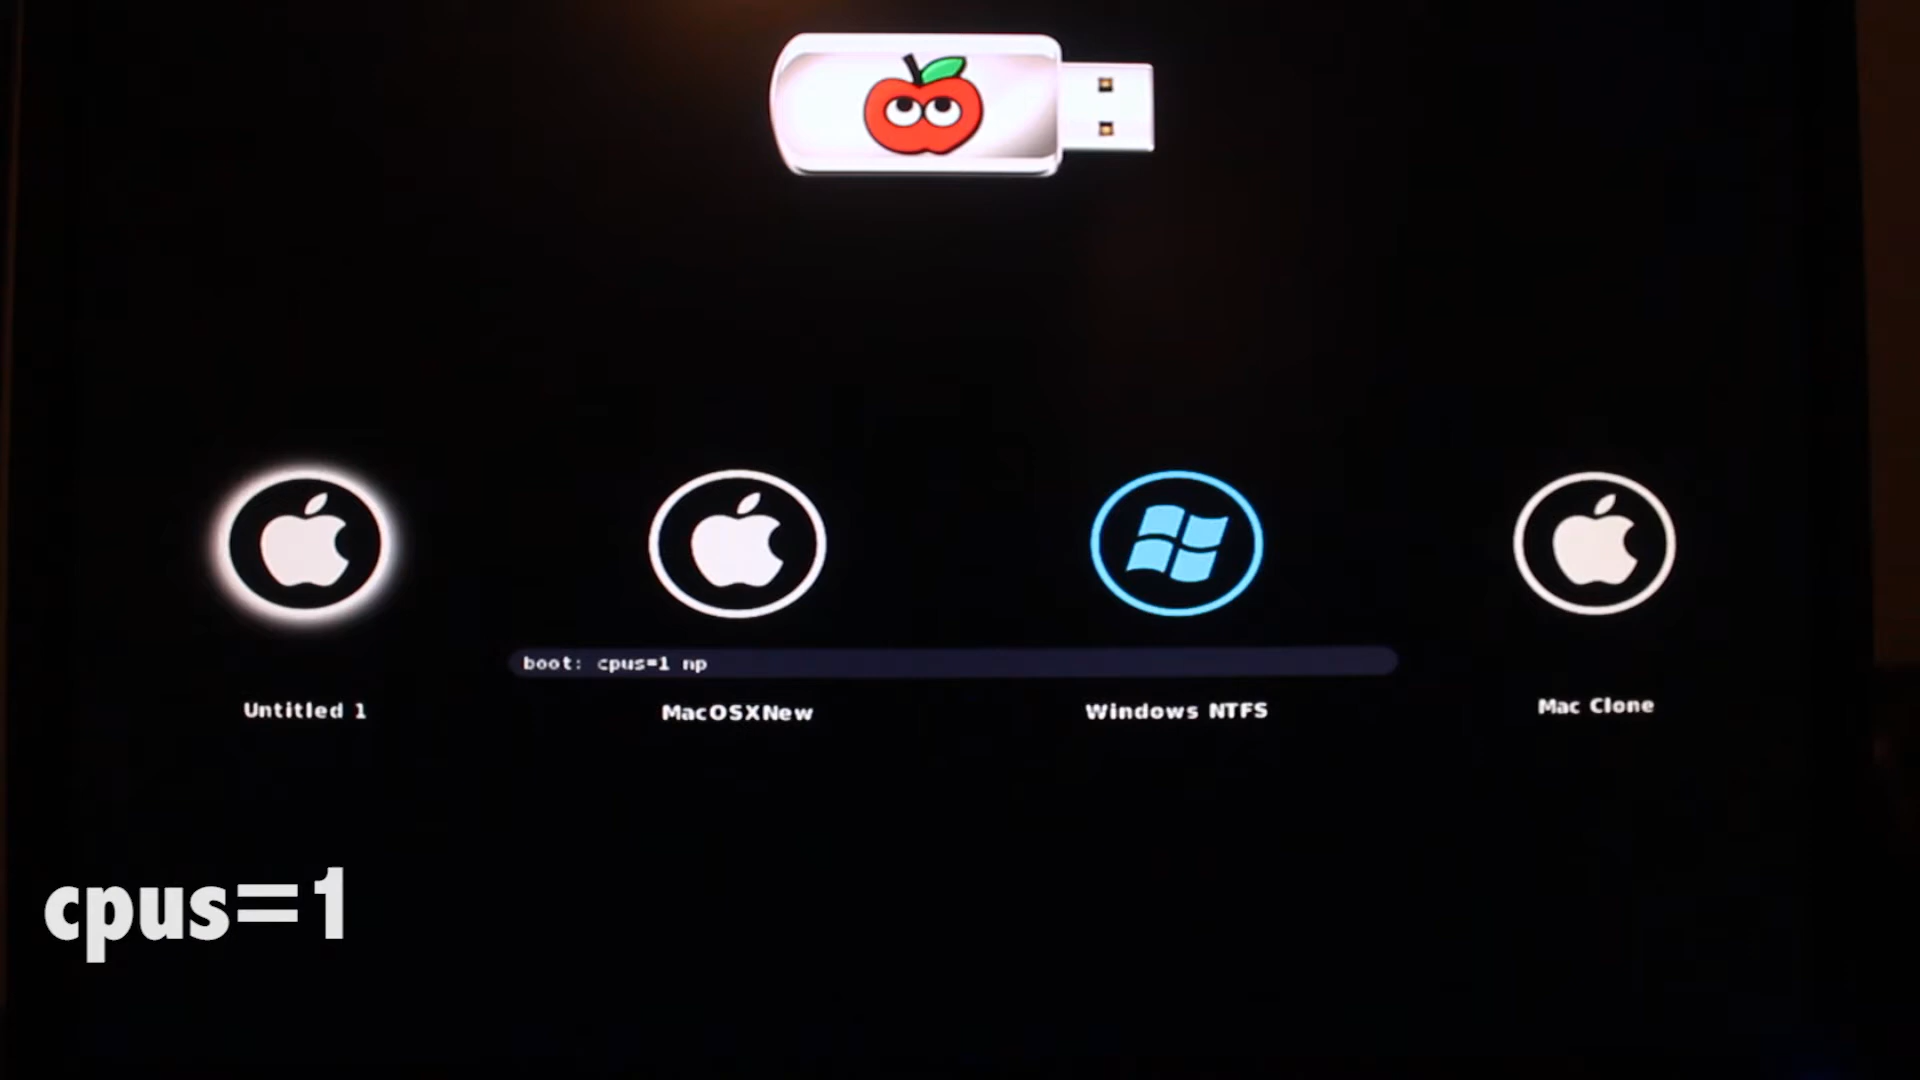 boot: cpus=1 np
Untitled 1
MacOSXNew
Windows NTFS
Mac Clone
cpus=1